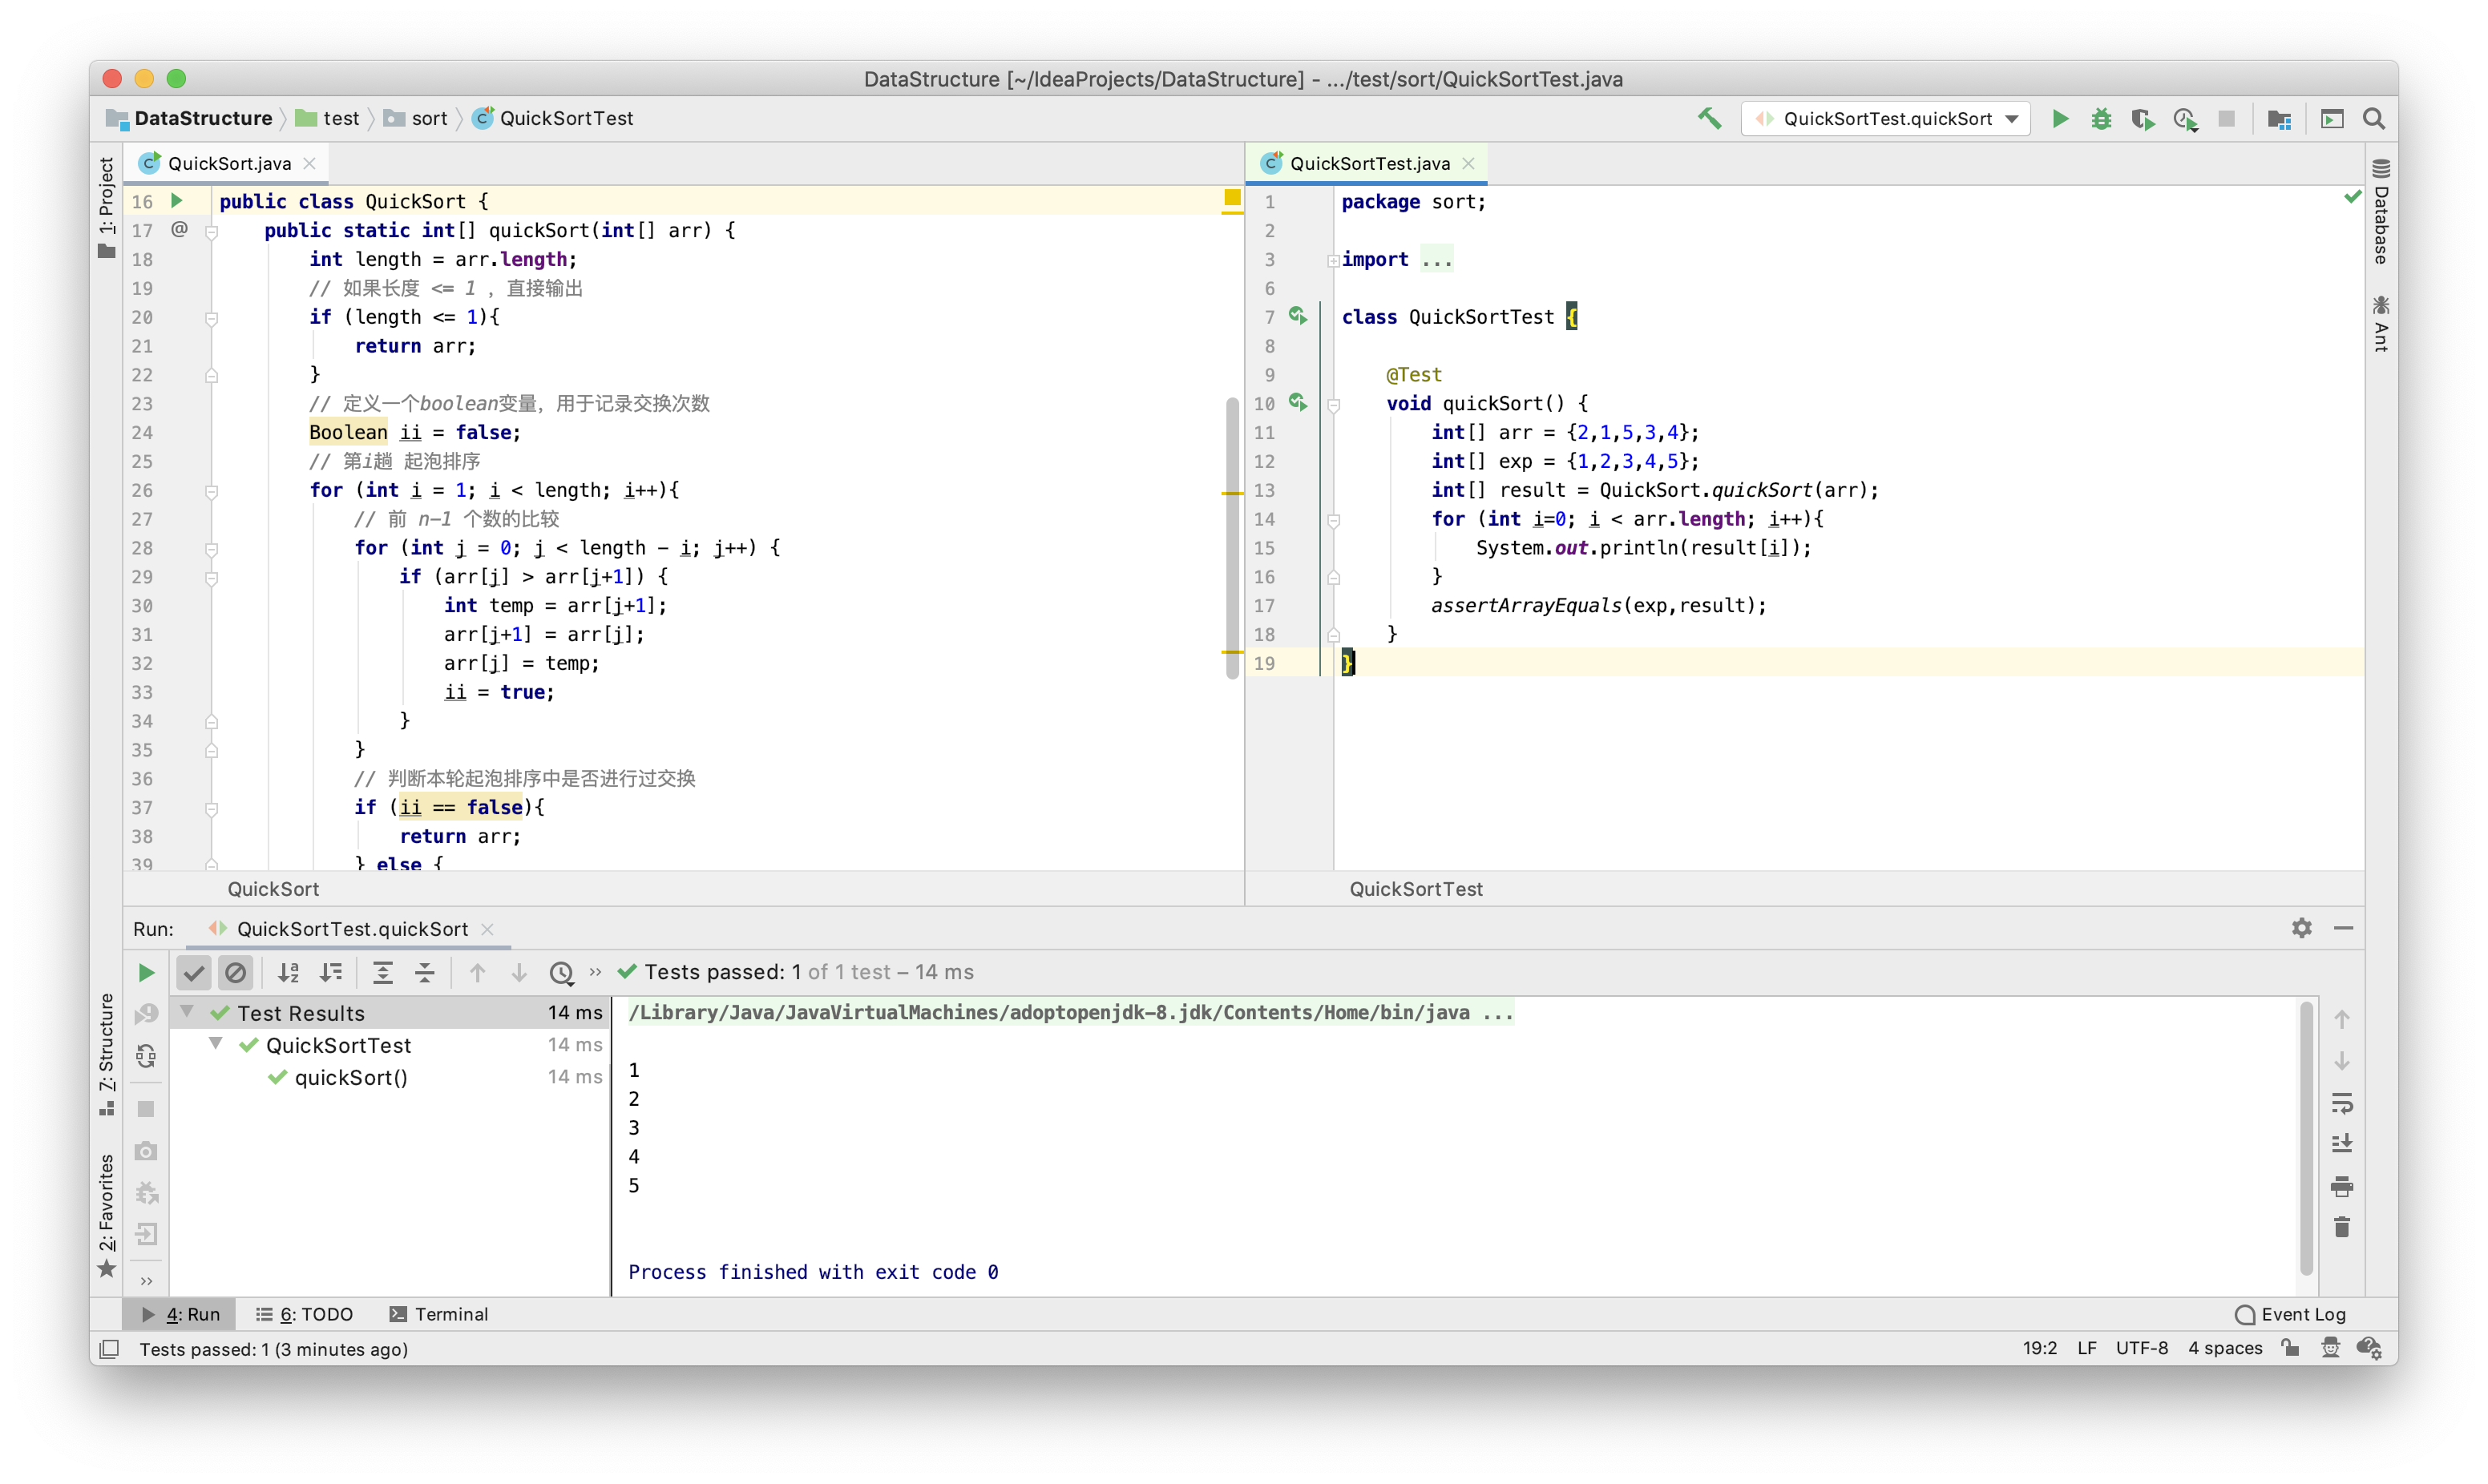 DataStructure [~/IdeaProjects/DataStructure] - .../test/sort/QuickSortTest.java
DataStructure test sort QuickSortTest
QuickSortTest.quickSort
1: Project
QuickSort.java
16 public class QuickSort {
17 @ public static int[] quickSort(int[] arr) {
18 int length = arr.length;
19 // 如果长度 <= 1 ，直接输出
20 if (length <= 1){
21 return arr;
22 }
23 // 定义一个boolean变量，用于记录交换次数
24 Boolean ii = false;
25 // 第i趟 起泡排序
26 for (int i = 1; i < length; i++){
27 // 前 n-1 个数的比较
28 for (int j = 0; j < length - i; j++) {
29 if (arr[j] > arr[j+1]) {
30 int temp = arr[j+1];
31 arr[j+1] = arr[j];
32 arr[j] = temp;
33 ii = true;
34 }
35 }
36 // 判断本轮起泡排序中是否进行过交换
37 if (ii == false){
38 return arr;
39 } else {
QuickSort
QuickSortTest.java
1 package sort;
2
3 import ...
6
7 class QuickSortTest {
8
9 @Test
10 void quickSort() {
11 int[] arr = {2,1,5,3,4};
12 int[] exp = {1,2,3,4,5};
13 int[] result = QuickSort.quickSort(arr);
14 for (int i=0; i < arr.length; i++){
15 System.out.println(result[i]);
16 }
17 assertArrayEquals(exp,result);
18 }
19 }
QuickSortTest
Database
Ant
Run: QuickSortTest.quickSort
Tests passed: 1 of 1 test – 14 ms
Test Results 14 ms
QuickSortTest 14 ms
quickSort() 14 ms
/Library/Java/JavaVirtualMachines/adoptopenjdk-8.jdk/Contents/Home/bin/java ...
1
2
3
4
5
Process finished with exit code 0
Z: Structure
2: Favorites
4: Run 6: TODO Terminal Event Log
Tests passed: 1 (3 minutes ago) 19:2 LF UTF-8 4 spaces